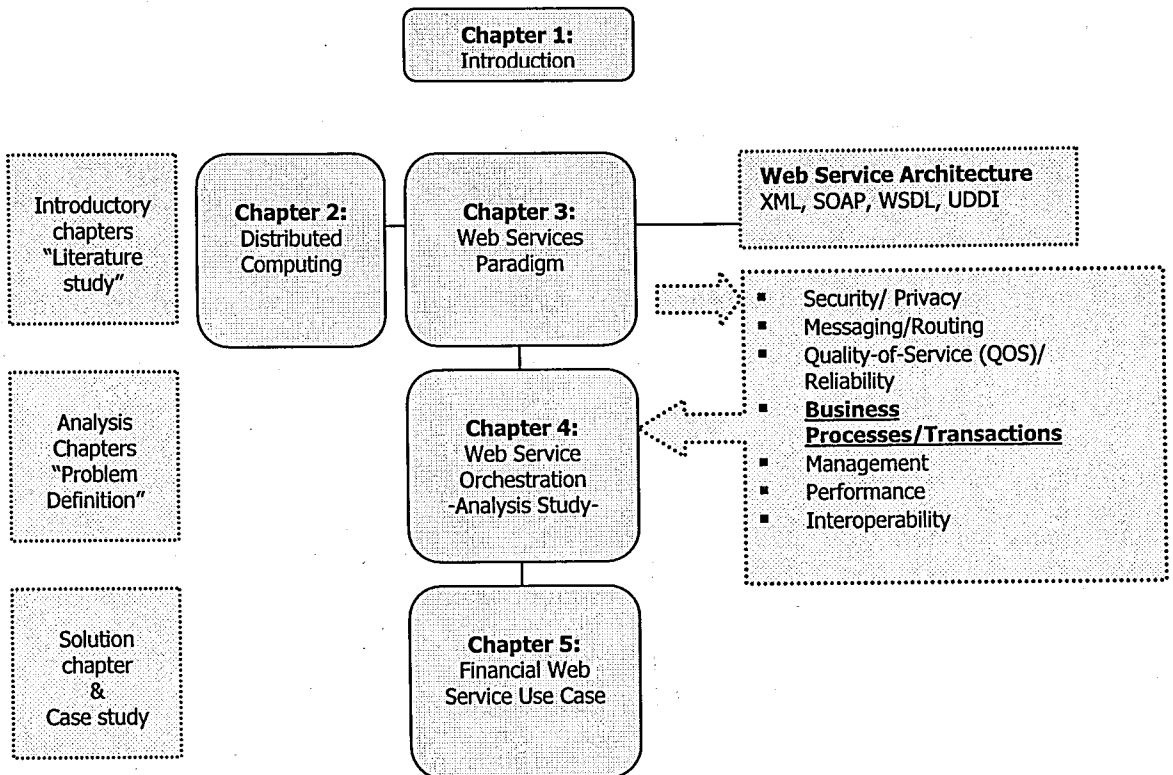 Chapter 1:
Introduction
Introductory
chapters
“Literature
study”
Chapter 2:
Distributed
Computing
Chapter 3:
Web Services
Paradigm
Web Service Architecture
XML, SOAP, WSDL, UDDI
▪ Security/ Privacy
▪ Messaging/Routing
▪ Quality-of-Service (QOS)/
Reliability
▪ Business
Processes/Transactions
▪ Management
▪ Performance
▪ Interoperability
Analysis
Chapters
“Problem
Definition”
Chapter 4:
Web Service
Orchestration
-Analysis Study-
Solution
chapter
&
Case study
Chapter 5:
Financial Web
Service Use Case